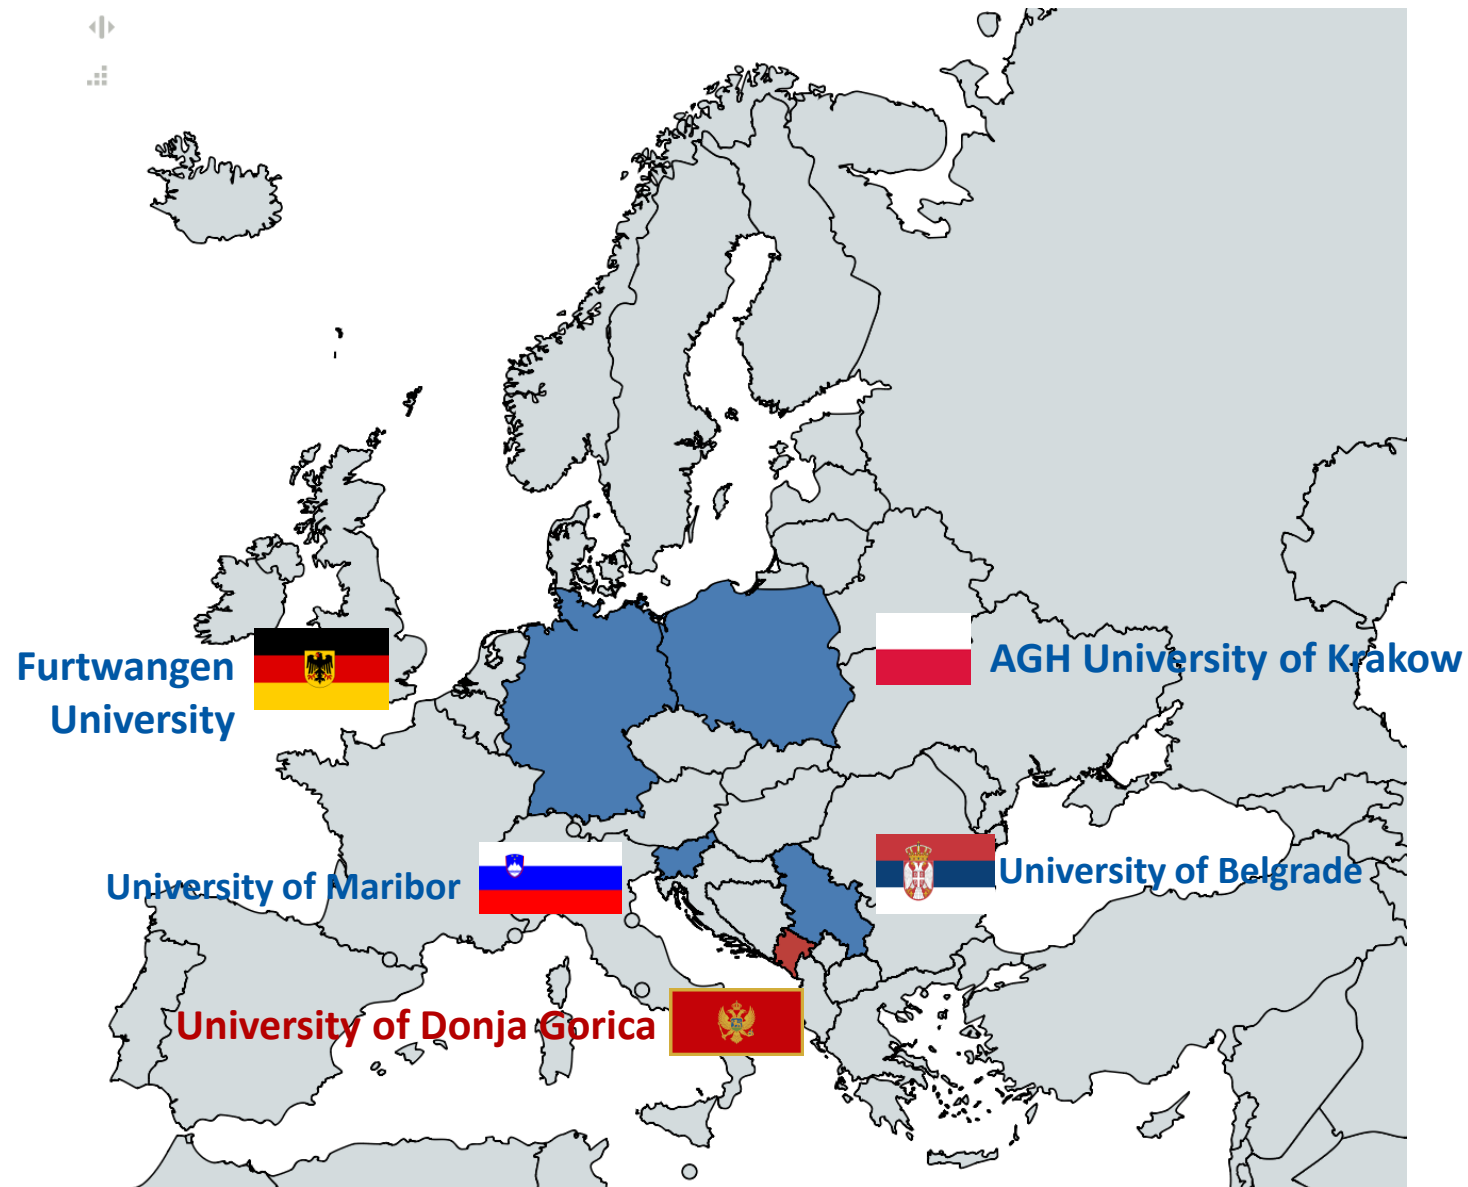 Furtwangen
University
AGH University of Krakow
University of Maribor
University of Belgrade
University of Donja Gorica